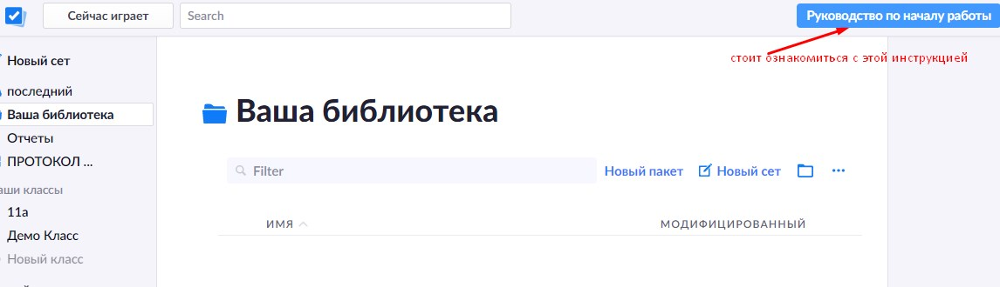 Сейчас играет
Search
Руководство по началу работы
стоит ознакомиться с этой инструкцией
Новый сет
последний
Ваша библиотека
Отчеты
ПРОТОКОЛ ...
аши классы
11а
Демо Класс
Новый класс
Ваша библиотека
Filter
Новый пакет
Новый сет
ИМЯ
МОДИФИЦИРОВАННЫЙ